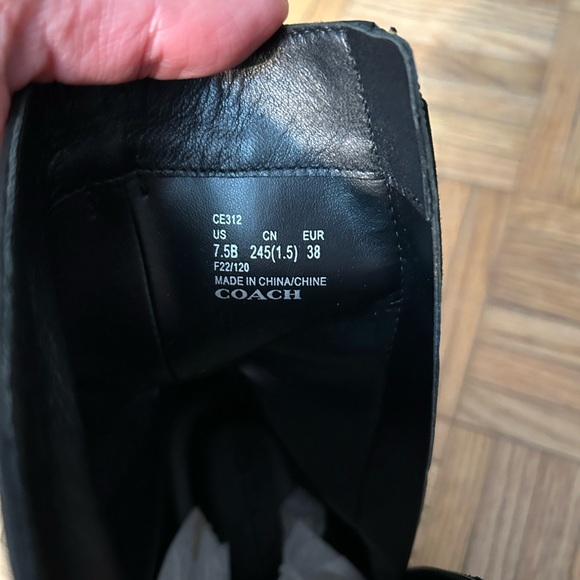 CE312
US CN EUR
7.5B 245(1.5) 38
F22/120
MADE IN CHINA/CHINE
COACH